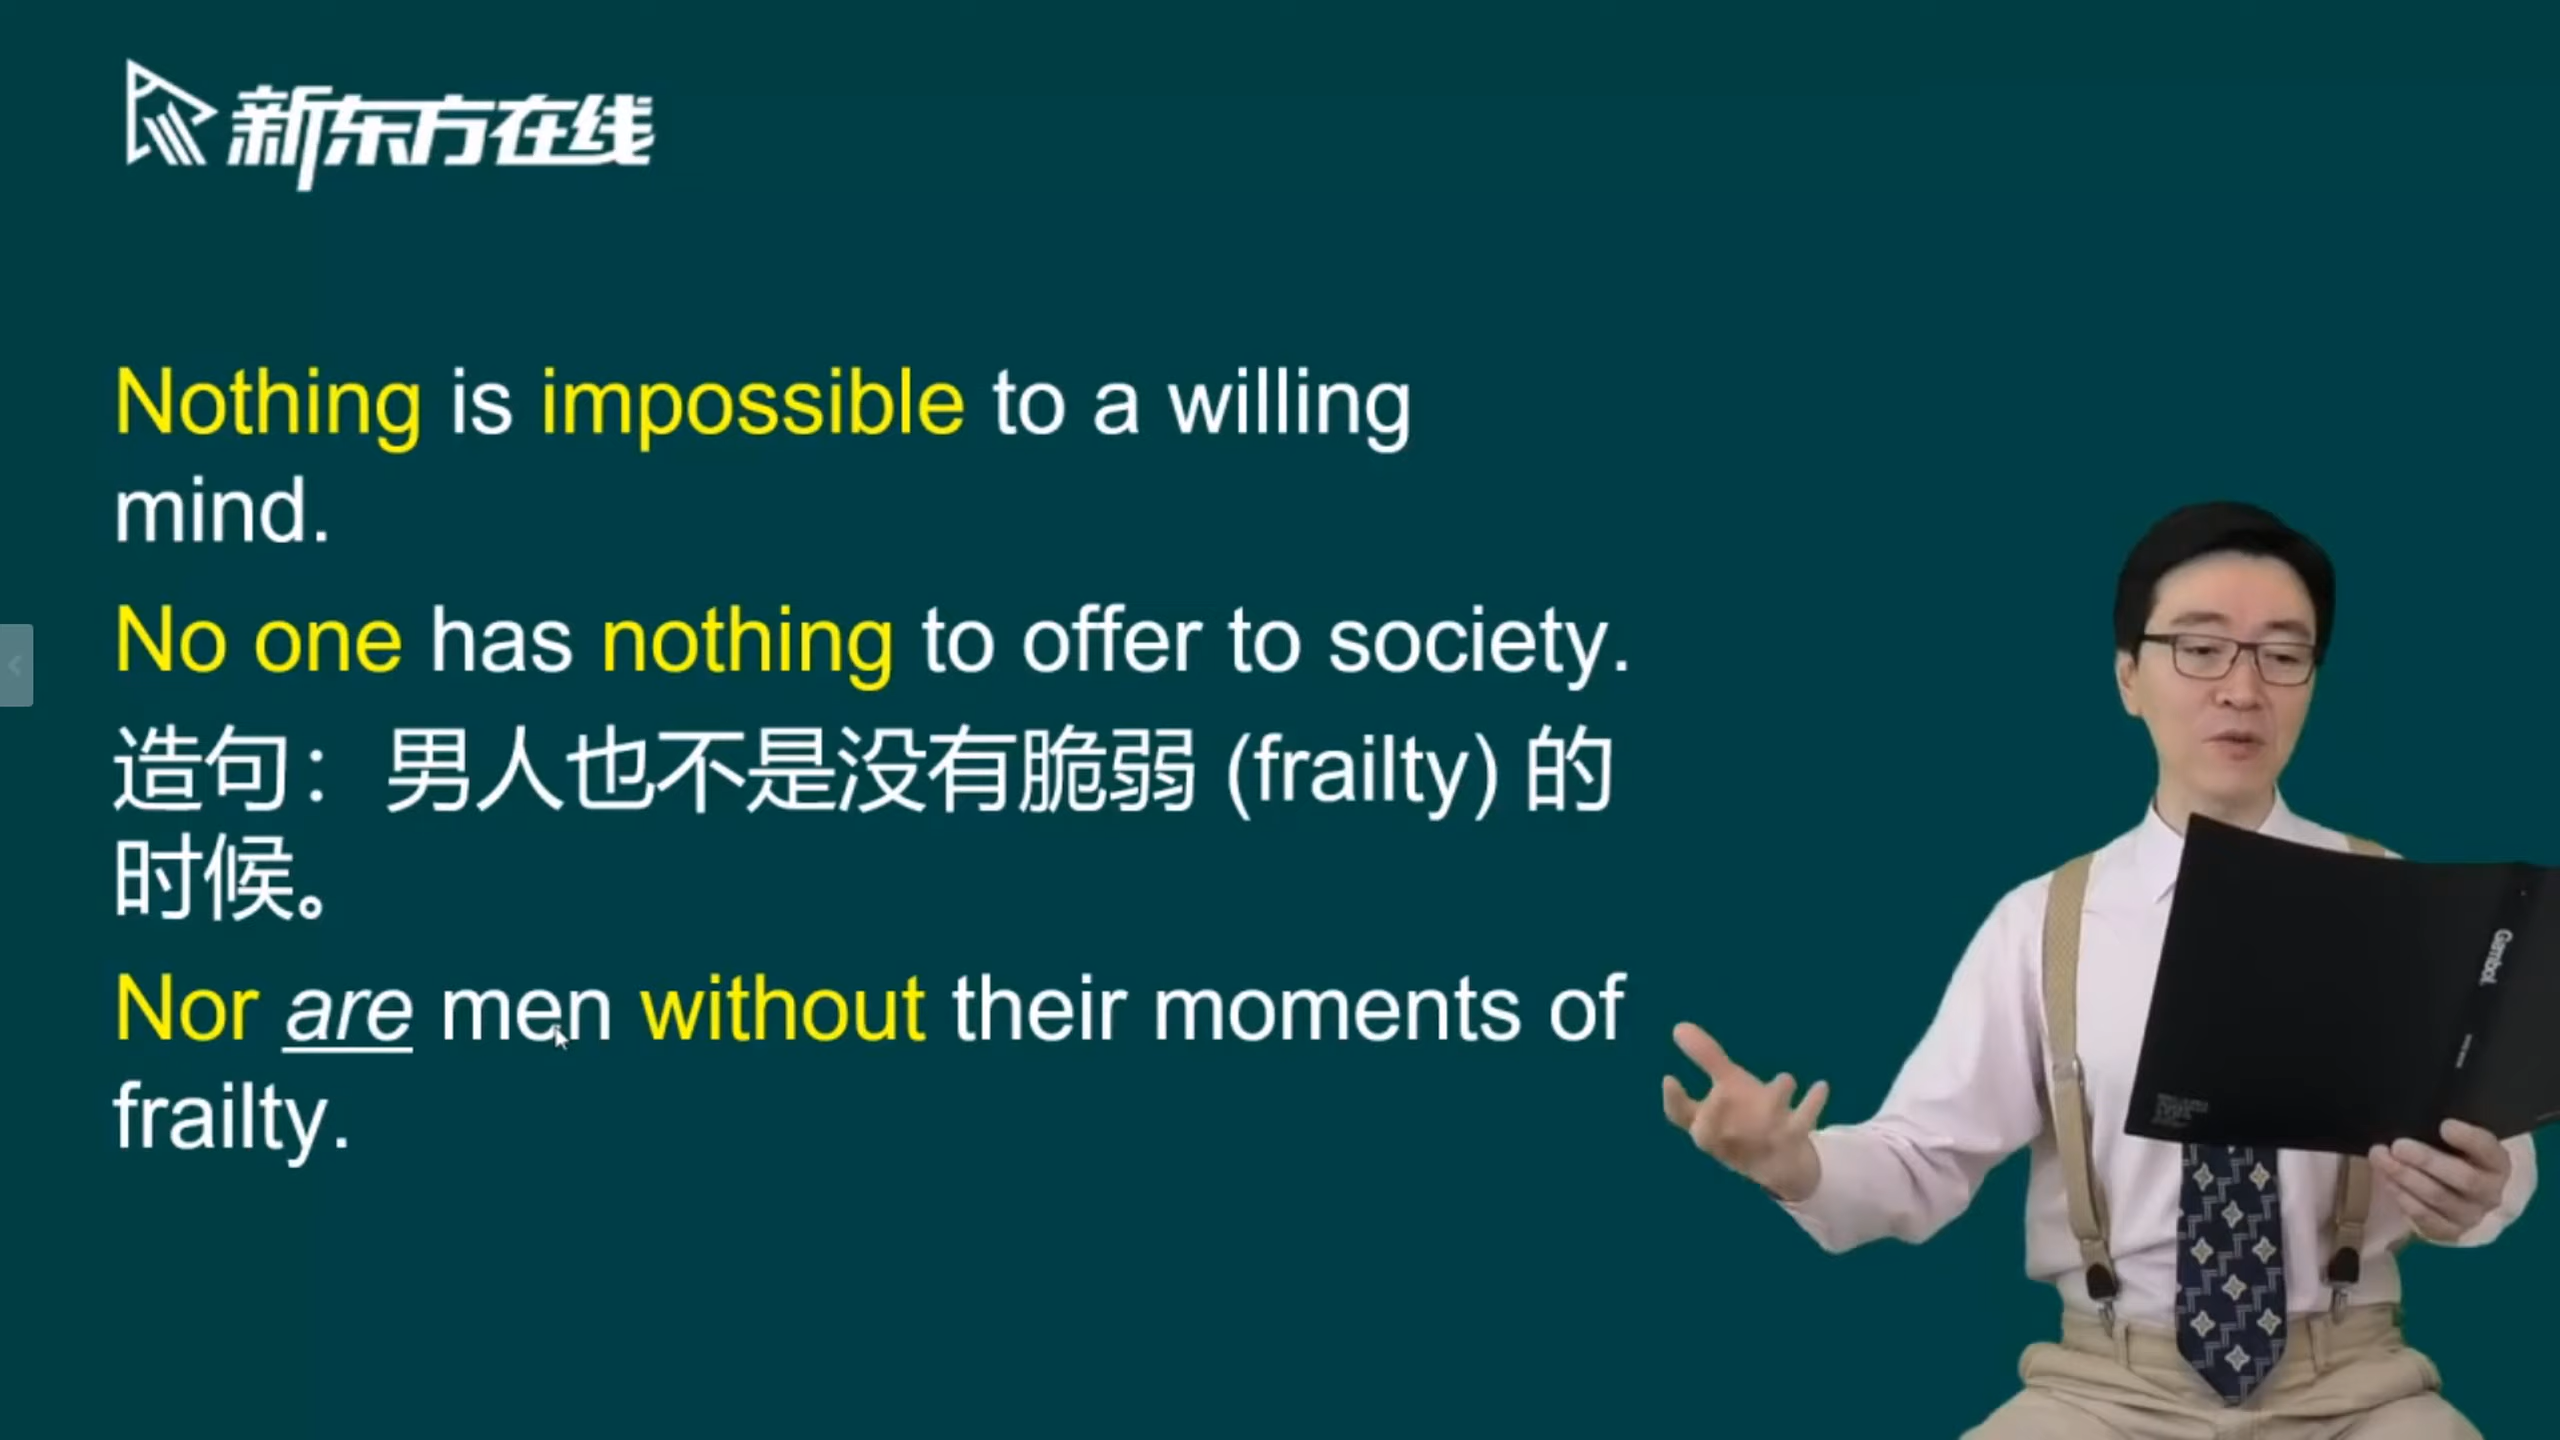 新东方在线
Nothing is impossible to a willing
mind.
No one has nothing to offer to society.
造句：男人也不是没有脆弱 (frailty) 的
时候。
Nor are men without their moments of
frailty.
Gambol